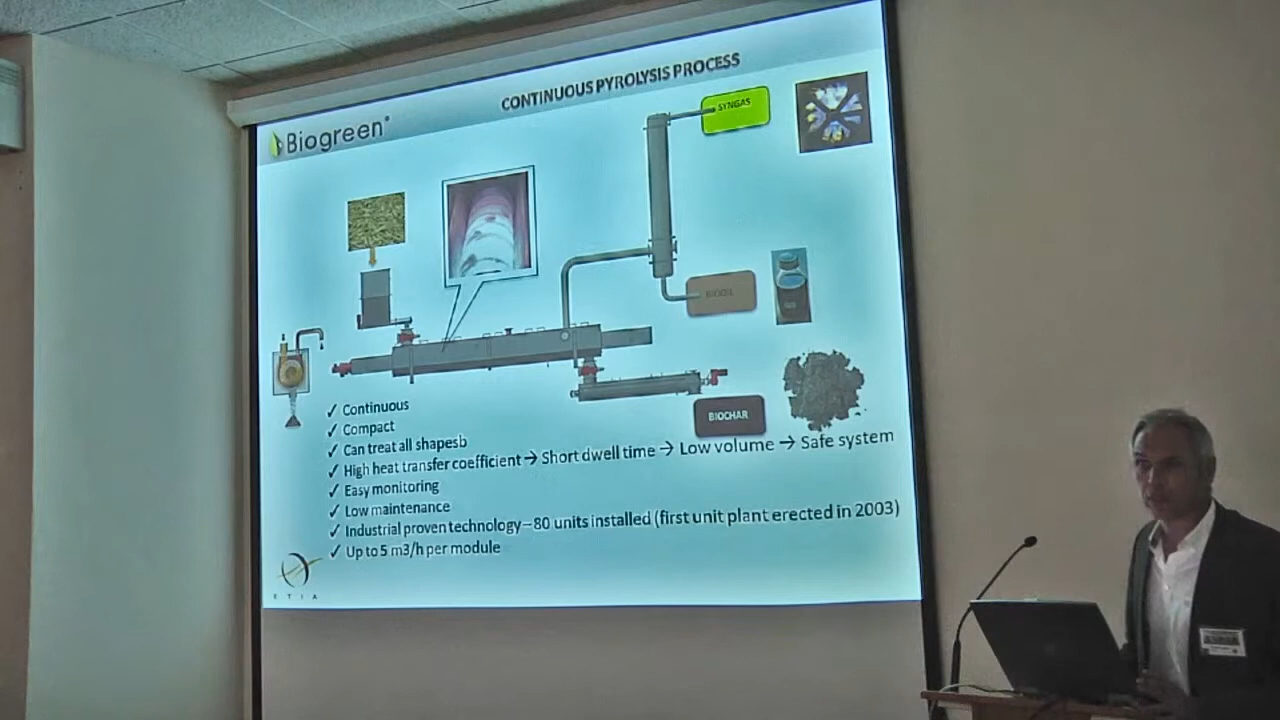 CONTINUOUS PYROLYSIS PROCESS
Biogreen®
SYNGAS
BIOOIL
BIOCHAR
✓ Continuous
✓ Compact
✓ Can treat all shapesb
✓ High heat transfer coefficient → Short dwell time → Low volume → Safe system
✓ Easy monitoring
✓ Low maintenance
✓ Industrial proven technology – 80 units installed (first unit plant erected in 2003)
✓ Up to 5 m3/h per module
ETIA